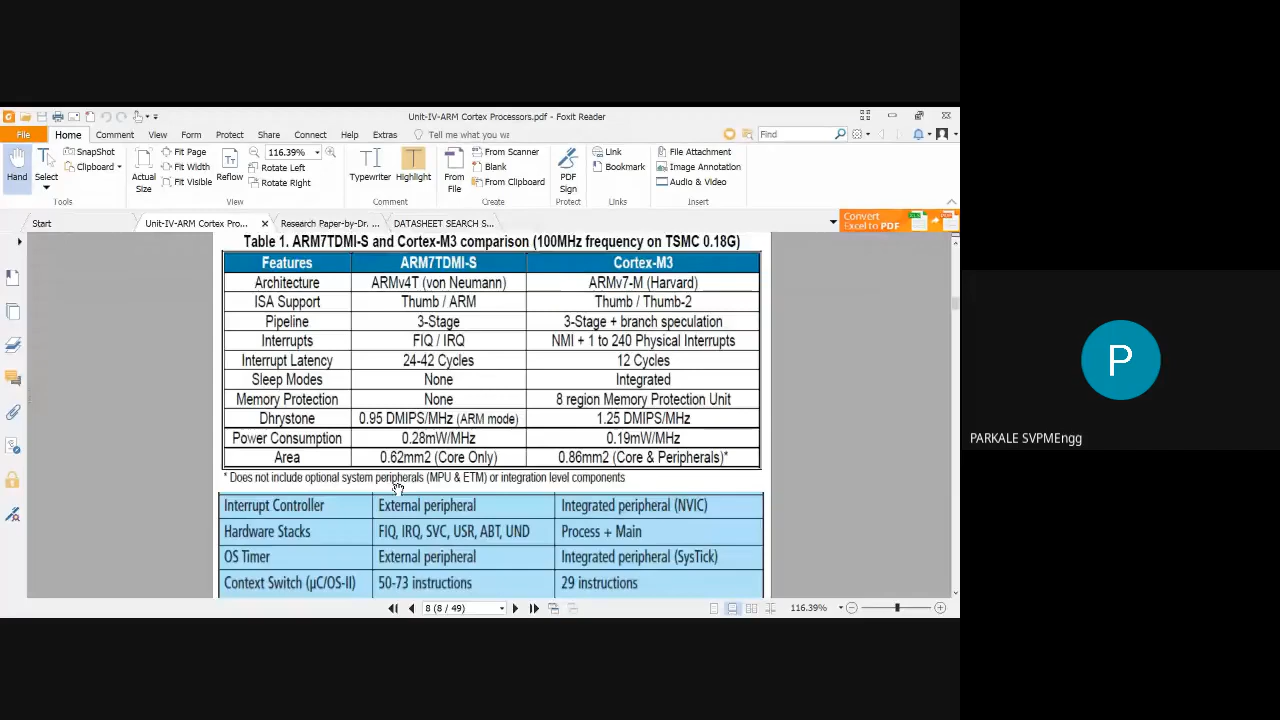 Unit-IV-ARM Cortex Processors.pdf - Foxit Reader
File Home Comment View Form Protect Share Connect Help Extras Tell me what you wa Find
Hand
Select
SnapShot
Clipboard
Tools
Actual Size
Fit Page
Fit Width
Fit Visible
Reflow
116.39%
Rotate Left
Rotate Right
View
Typewriter
Highlight
Comment
From File
From Scanner
Blank
From Clipboard
Create
PDF Sign
Protect
Link
Bookmark
Links
File Attachment
Image Annotation
Audio & Video
Insert
Start Unit-IV-ARM Cortex Pro... Research Paper-by-Dr. ... DATASHEET SEARCH S...
Convert Excel to PDF
Table 1. ARM7TDMI-S and Cortex-M3 comparison (100MHz frequency on TSMC 0.18G)
Features ARM7TDMI-S Cortex-M3
Architecture ARMv4T (von Neumann) ARMv7-M (Harvard)
ISA Support Thumb / ARM Thumb / Thumb-2
Pipeline 3-Stage 3-Stage + branch speculation
Interrupts FIQ / IRQ NMI + 1 to 240 Physical Interrupts
Interrupt Latency 24-42 Cycles 12 Cycles
Sleep Modes None Integrated
Memory Protection None 8 region Memory Protection Unit
Dhrystone 0.95 DMIPS/MHz (ARM mode) 1.25 DMIPS/MHz
Power Consumption 0.28mW/MHz 0.19mW/MHz
Area 0.62mm2 (Core Only) 0.86mm2 (Core & Peripherals)*
* Does not include optional system peripherals (MPU & ETM) or integration level components
Interrupt Controller External peripheral Integrated peripheral (NVIC)
Hardware Stacks FIQ, IRQ, SVC, USR, ABT, UND Process + Main
OS Timer External peripheral Integrated peripheral (SysTick)
Context Switch (µC/OS-II) 50-73 instructions 29 instructions
8 (8 / 49) 116.39%
P
PARKALE SVPMEngg